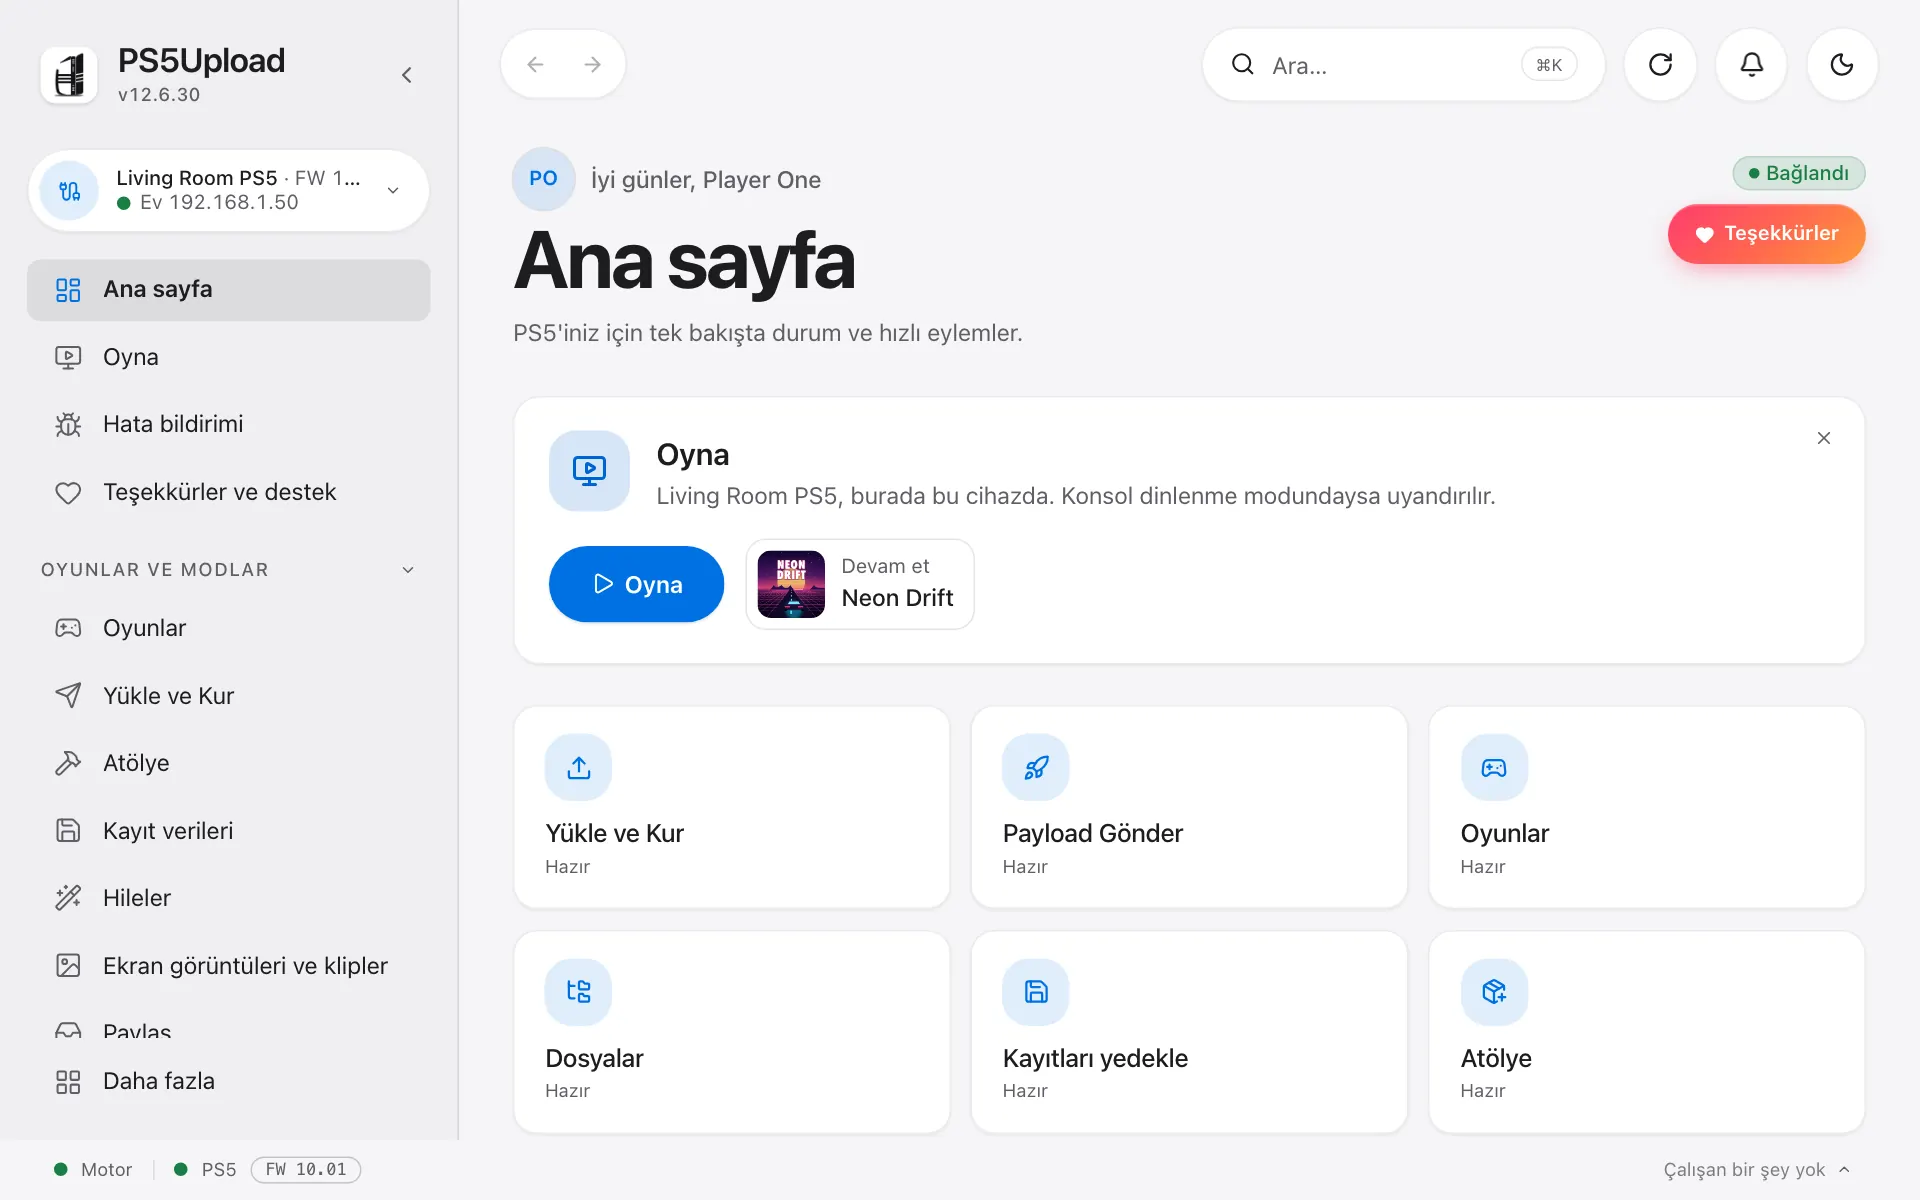 PS5Upload
v12.6.30
Living Room PS5 · FW 1...
Ev 192.168.1.50
Ana sayfa
Oyna
Hata bildirimi
Teşekkürler ve destek
OYUNLAR VE MODLAR
Oyunlar
Yükle ve Kur
Atölye
Kayıt verileri
Hileler
Ekran görüntüleri ve klipler
Paylaş
Daha fazla
Ara...
⌘K
PO
İyi günler, Player One
Bağlandı
Teşekkürler
Ana sayfa
PS5'iniz için tek bakışta durum ve hızlı eylemler.
Oyna
Living Room PS5, burada bu cihazda. Konsol dinlenme modundaysa uyandırılır.
Oyna
NEON
DRIFT
Devam et
Neon Drift
Yükle ve Kur
Hazır
Payload Gönder
Hazır
Oyunlar
Hazır
Dosyalar
Hazır
Kayıtları yedekle
Hazır
Atölye
Hazır
Motor
PS5
FW 10.01
Çalışan bir şey yok